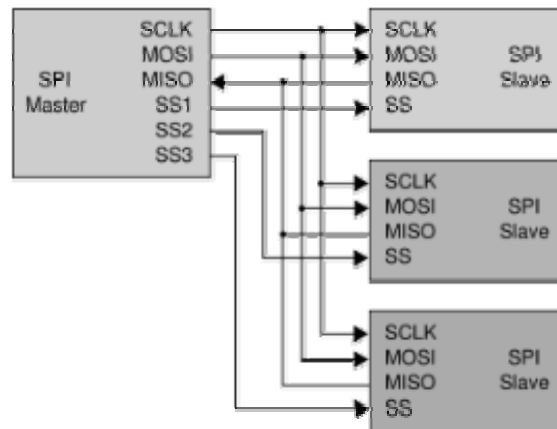 SCLK
MOSI
SPI MISO
Master SS1
SS2
SS3
SCLK
MOSI SPI
MISO Slave
SS
SCLK
MOSI SPI
MISO Slave
SS
SCLK
MOSI SPI
MISO Slave
SS